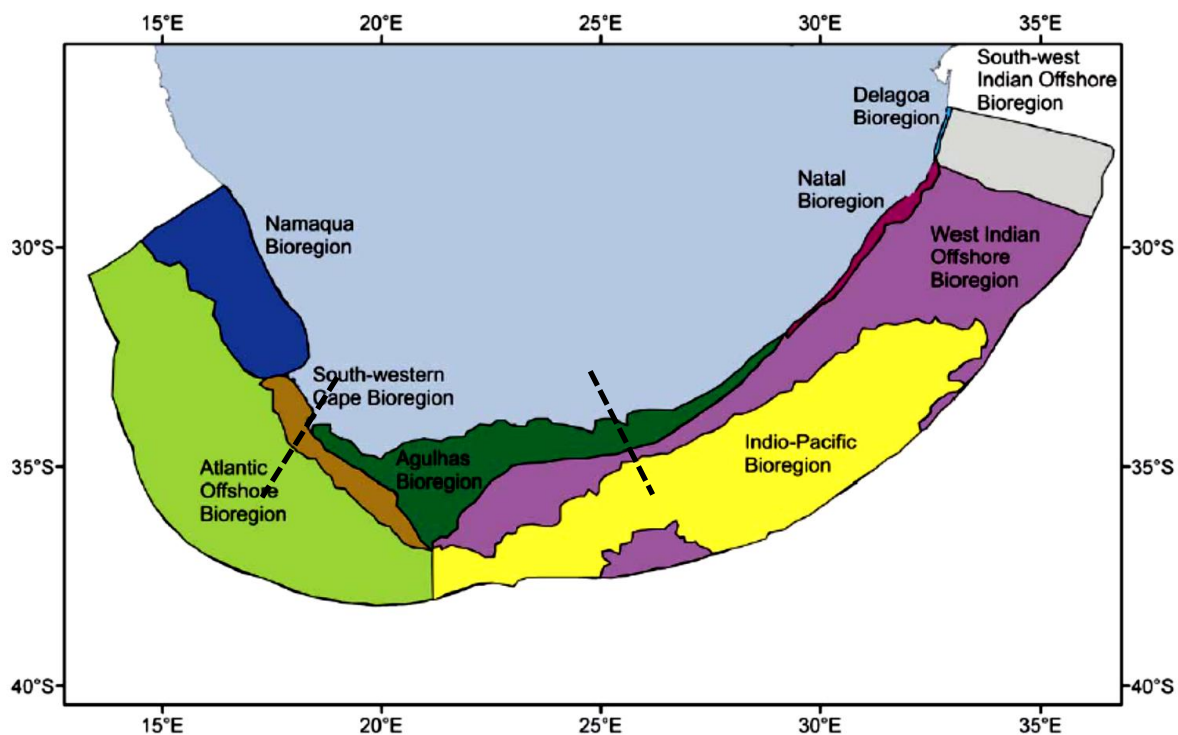 15°E
20°E
25°E
30°E
35°E
South-west
Indian Offshore
Bioregion
Delagoa
Bioregion
Natal
Bioregion
Namaqua
Bioregion
30°S
West Indian
Offshore
Bioregion
30°S
South-western
Cape Bioregion
Indio-Pacific
Bioregion
Agulhas
Bioregion
35°S
Atlantic
Offshore
Bioregion
35°S
40°S
40°S
15°E
20°E
25°E
30°E
35°E